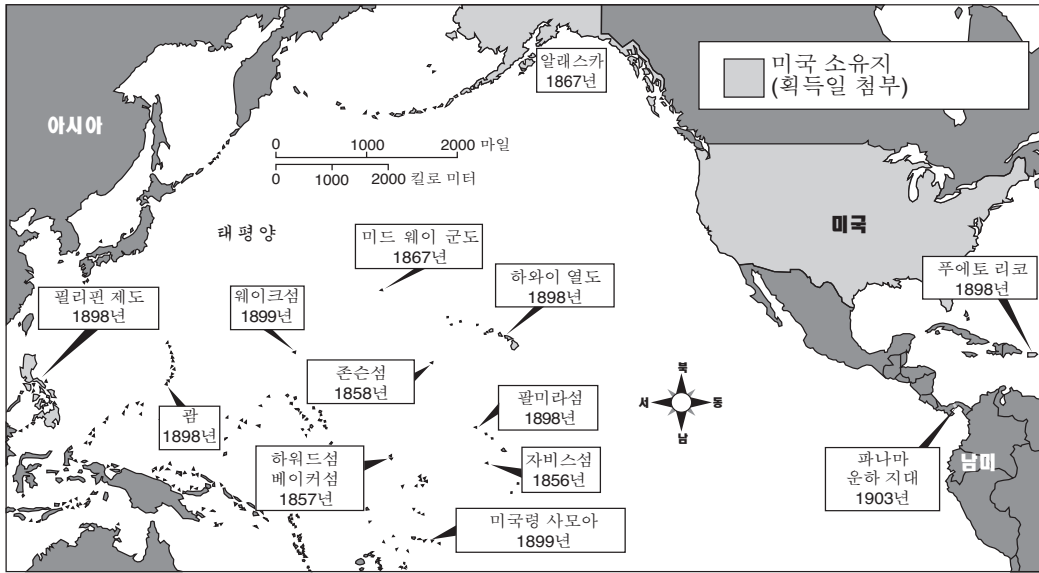 알래스카
1867년
미국 소유지
(획득일 첨부)
아시아
0 1000 2000 마일
0 1000 2000 킬로 미터
태평양
미드 웨이 군도
1867년
미국
하와이 열도
1898년
푸에토 리코
1898년
필리핀 제도
1898년
웨이크섬
1899년
존슨섬
1858년
팔미라섬
1898년
북
서 동
남
괌
1898년
하워드섬
베이커섬
1857년
자비스섬
1856년
파나마
운하 지대
1903년
남미
미국령 사모아
1899년